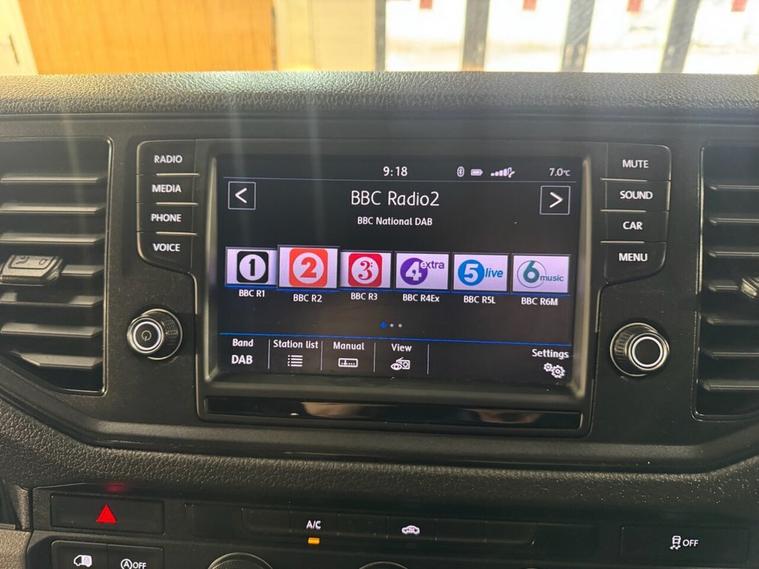 RADIO
MEDIA
PHONE
VOICE
9:18
7.0°C
BBC Radio2
BBC National DAB
1
2
3
4 extra
5 live
6 music
BBC R1
BBC R2
BBC R3
BBC R4Ex
BBC R5L
BBC R6M
Band
DAB
Station list
Manual
View
Settings
MUTE
SOUND
CAR
MENU
A/C
OFF
A OFF